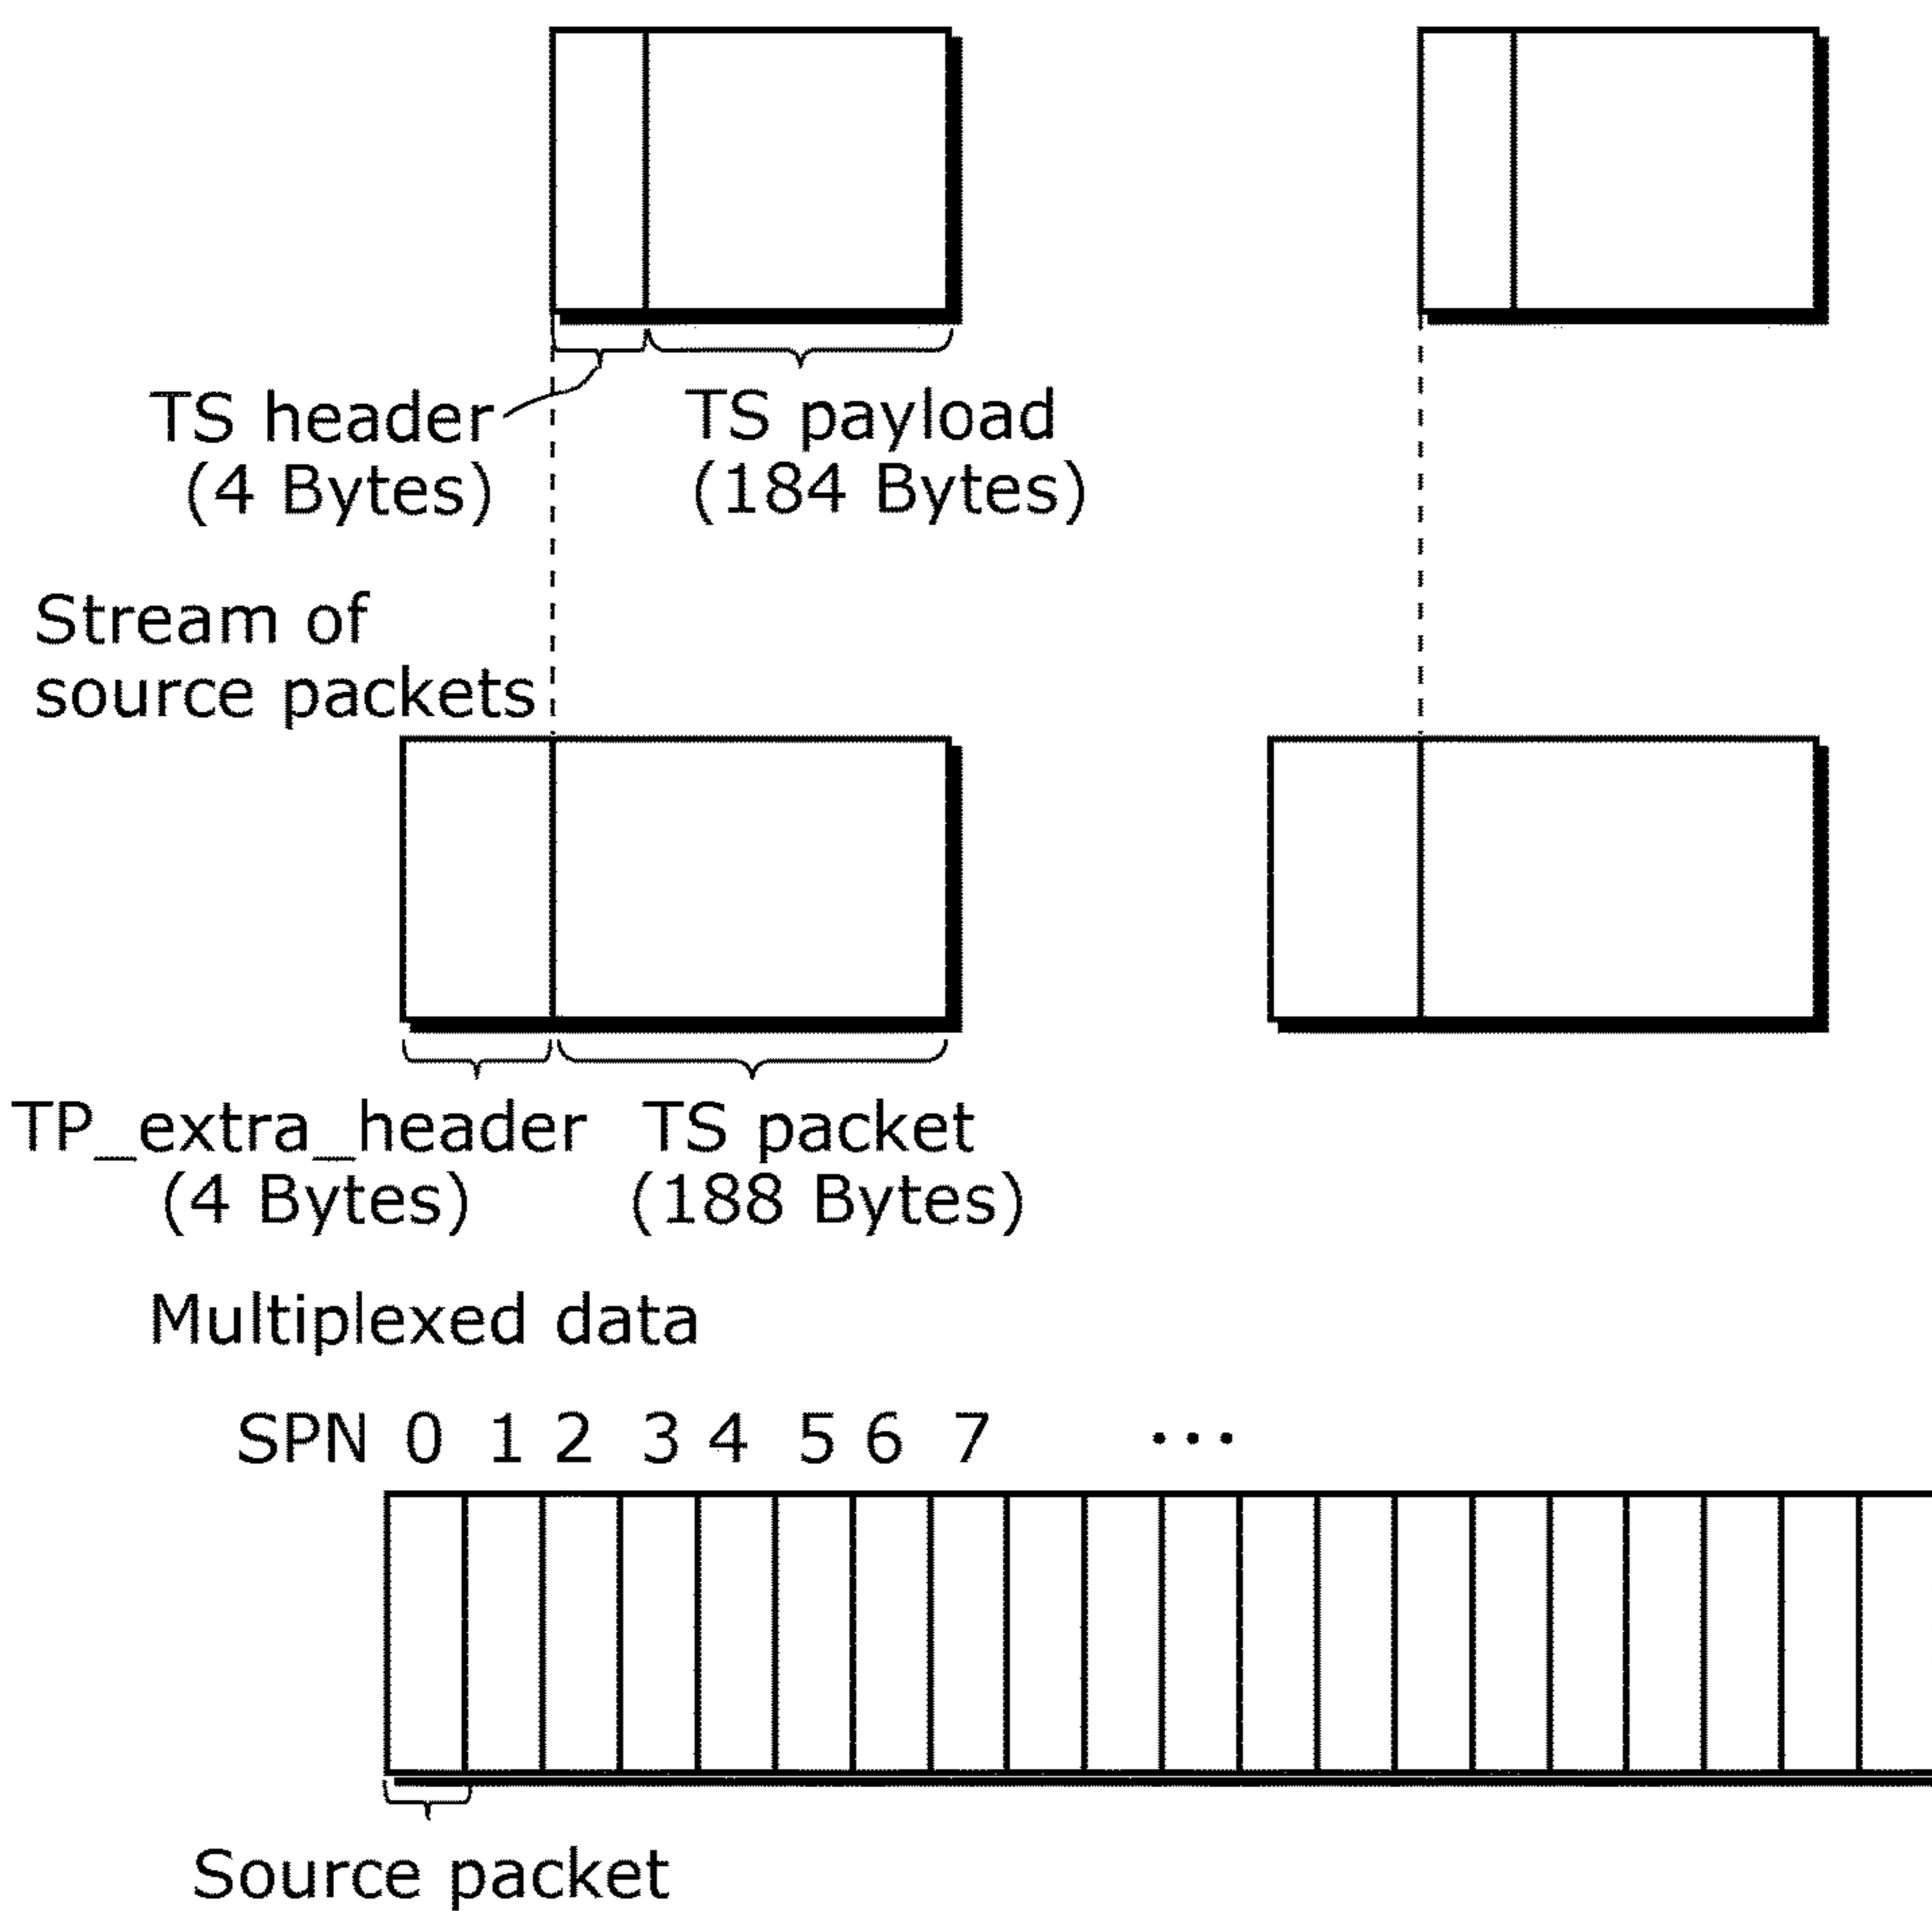 TS header TS payload
(4 Bytes) (184 Bytes)
Stream of
source packets
TP_extra_header TS packet
(4 Bytes) (188 Bytes)
Multiplexed data
SPN 0 1 2 3 4 5 6 7 ...
Source packet